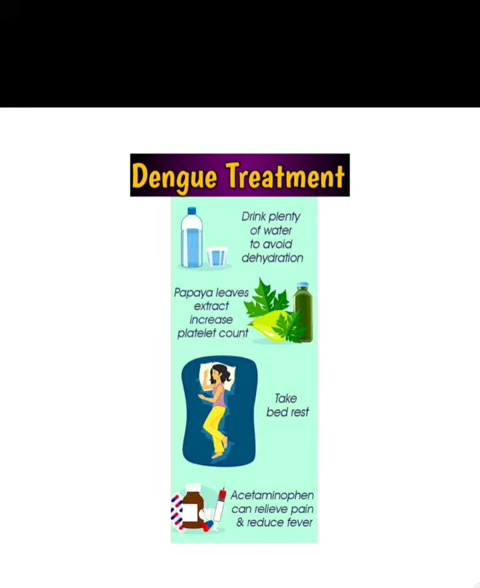 Dengue Treatment
Drink plenty
of water
to avoid
dehydration
Papaya leaves
extract
increase
platelet count
Take
bed rest
Acetaminophen
can relieve pain
& reduce fever